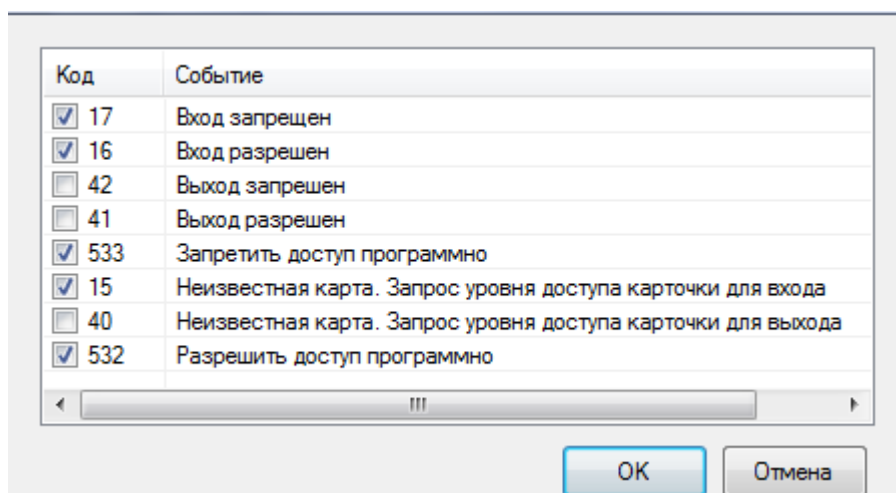 Код Событие
17 Вход запрещен
16 Вход разрешен
42 Выход запрешен
41 Выход разрешен
533 Запретить доступ программно
15 Неизвестная карта. Запрос уровня доступа карточки для входа
40 Неизвестная карта. Запрос уровня доступа карточки для выхода
532 Разрешить доступ программно
OK Отмена